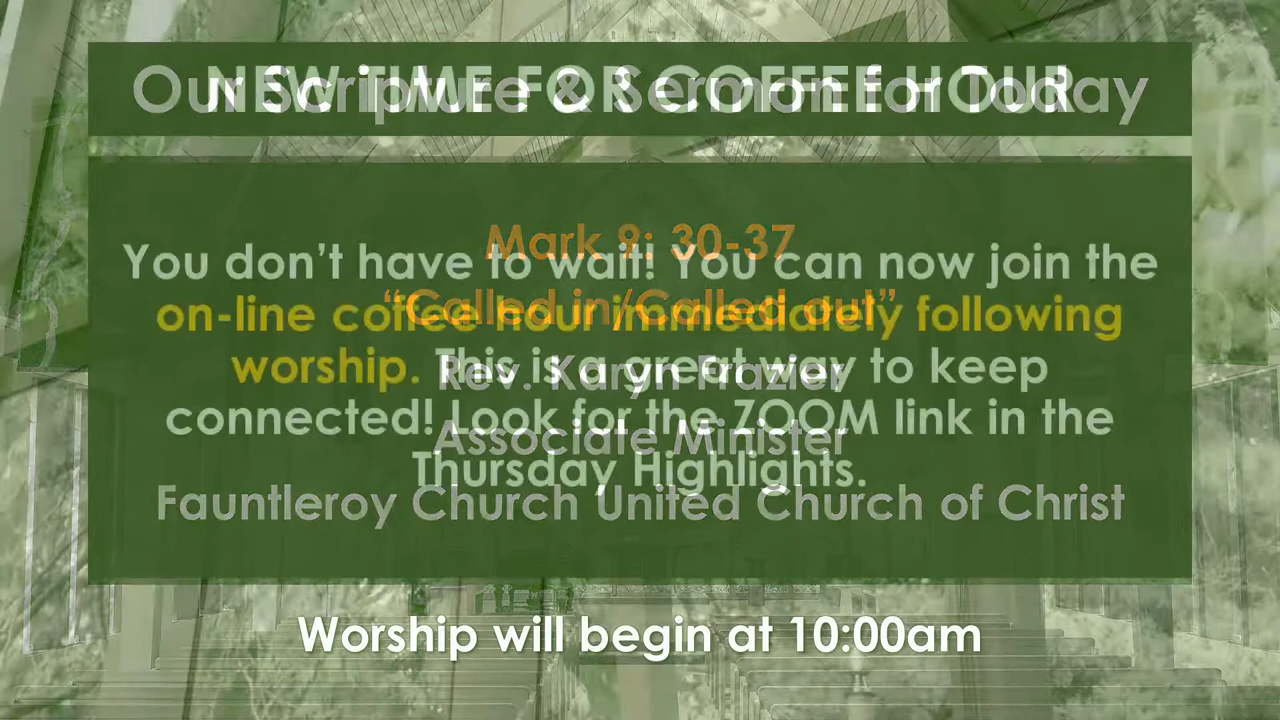 Our Scripture & Sermon for Today
NEW TIME FOR COFFEE HOUR
Mark 9: 30-37
“Called in/Called out”
Rev. Karyn Frazier
Associate Minister
Fauntleroy Church United Church of Christ
You don’t have to wait! You can now join the
on-line coffee hour immediately following
worship. This is a great way to keep
connected! Look for the ZOOM link in the
Thursday Highlights.
Worship will begin at 10:00am